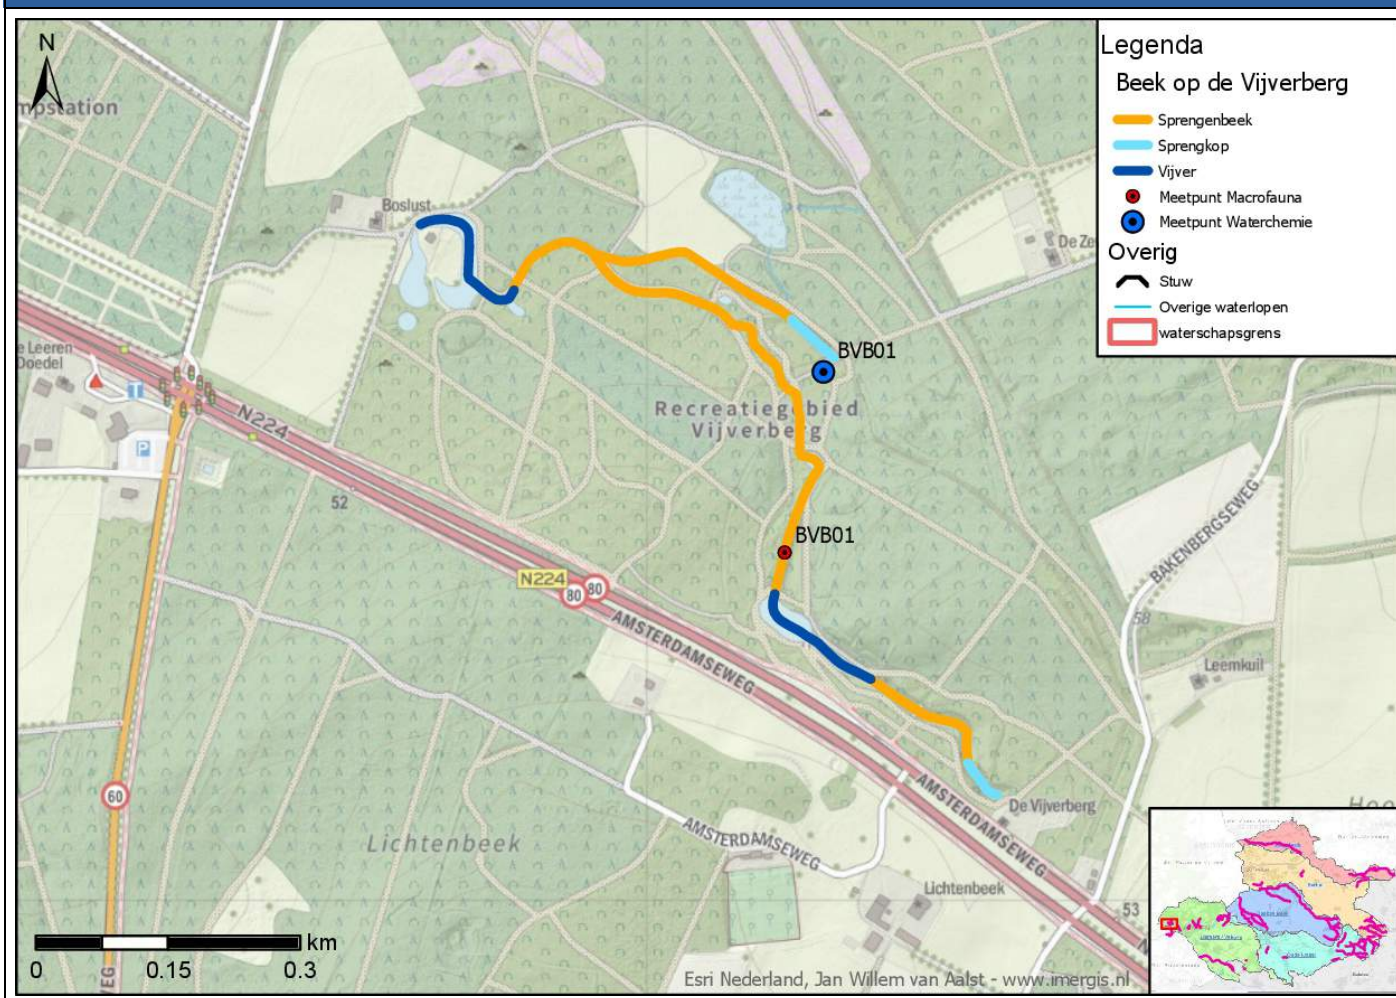 N
mpstation
Boslust
e Leeren
Doedel
N224
52
Recreatiegebied
Vijverberg
BVB01
BVB01
De Ze
N224
80
80
AMSTERDAMSEWEG
BAKENBERGSEWEG
58
Leemkuil
60
Lichtenbeek
AMSTERDAMSEWEG
AMSTERDAMSEWEG
De Vijverberg
Lichtenbeek
53
Hoo
WEG
km
0
0.15
0.3
Esri Nederland, Jan Willem van Aalst - www.imergis.nl
Legenda
Beek op de Vijverberg
Sprengenbeek
Sprengkop
Vijver
Meetpunt Macrofauna
Meetpunt Waterchemie
Overig
Stuw
Overige waterlopen
waterschapsgrens